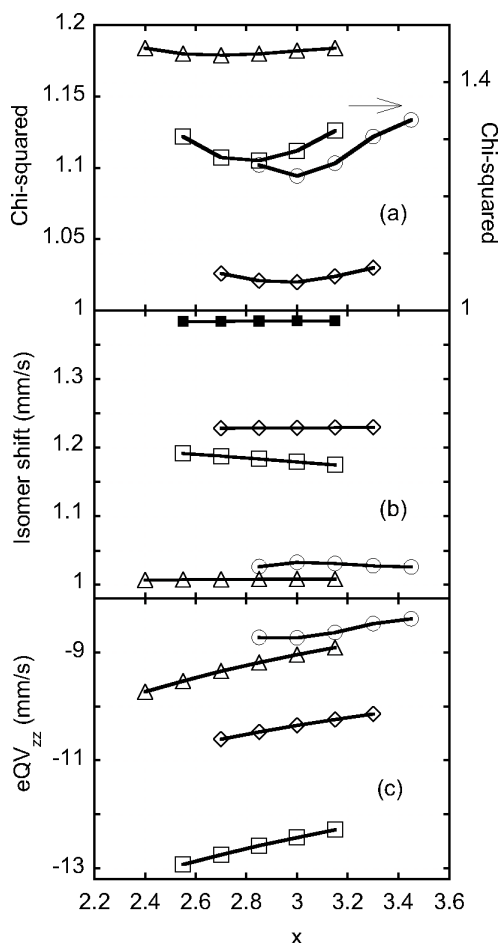 1.2
1.15
1.1
1.05
1
Chi-squared
1.4
1
Chi-squared
(a)
1.3
1.2
1.1
1
Isomer shift (mm/s)
(b)
-9
-11
-13
eQVzz (mm/s)
(c)
2.2 2.4 2.6 2.8 3 3.2 3.4 3.6
x